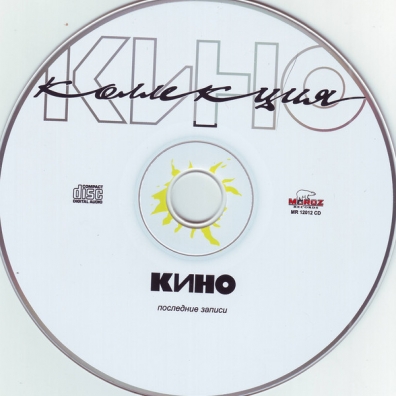 КИНО
коллекция
COMPACT
disc
DIGITAL AUDIO
MOROZ
RECORDS
MR 12012 CD
КИНО
последние записи